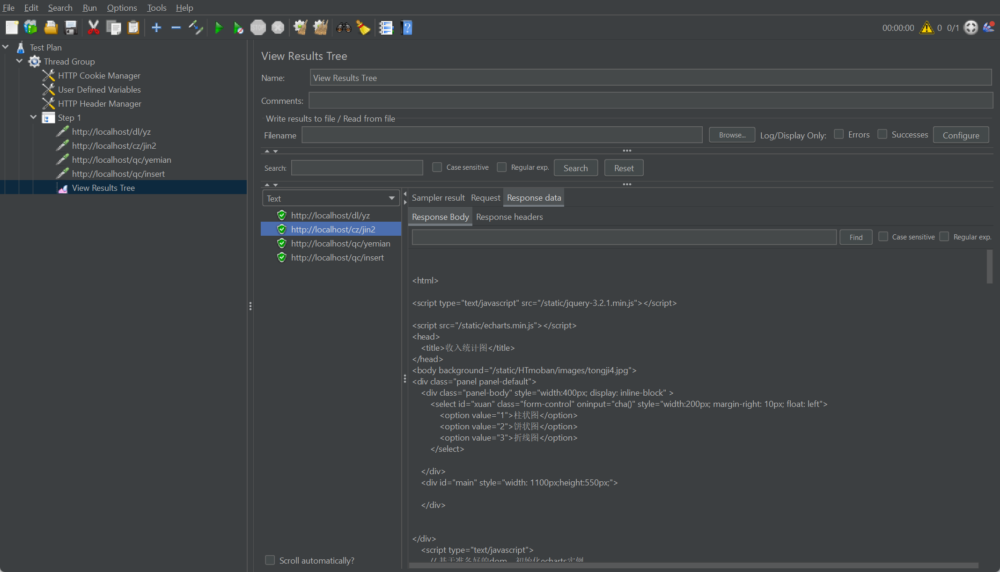 File Edit Search Run Options Tools Help
STOP
00:00:00 0 0/1
Test Plan
Thread Group
HTTP Cookie Manager
User Defined Variables
HTTP Header Manager
Step 1
http://localhost/dl/yz
http://localhost/cz/jin2
http://localhost/qc/yemian
http://localhost/qc/insert
View Results Tree
View Results Tree
Name: View Results Tree
Comments:
Write results to file / Read from file
Filename Browse... Log/Display Only: Errors Successes Configure
Search: Case sensitive Regular exp. Search Reset
Text
http://localhost/dl/yz
http://localhost/cz/jin2
http://localhost/qc/yemian
http://localhost/qc/insert
Scroll automatically?
Sampler result Request Response data
Response Body Response headers
Find Case sensitive Regular exp.
<html>
<script type="text/javascript" src="/static/jquery-3.2.1.min.js"></script>
<script src="/static/echarts.min.js"></script>
<head>
<title>收入统计图</title>
</head>
<body background="/static/HTmoban/images/tongji4.jpg">
<div class="panel panel-default">
<div class="panel-body" style="width:400px; display: inline-block" >
<select id="xuan" class="form-control" oninput="cha()" style="width:200px; margin-right: 10px; float: left">
<option value="1">柱状图</option>
<option value="2">饼状图</option>
<option value="3">折线图</option>
</select>
</div>
<div id="main" style="width: 1100px;height:550px;">
</div>
</div>
<script type="text/javascript">
// 基于准备好的dom，初始化echarts实例